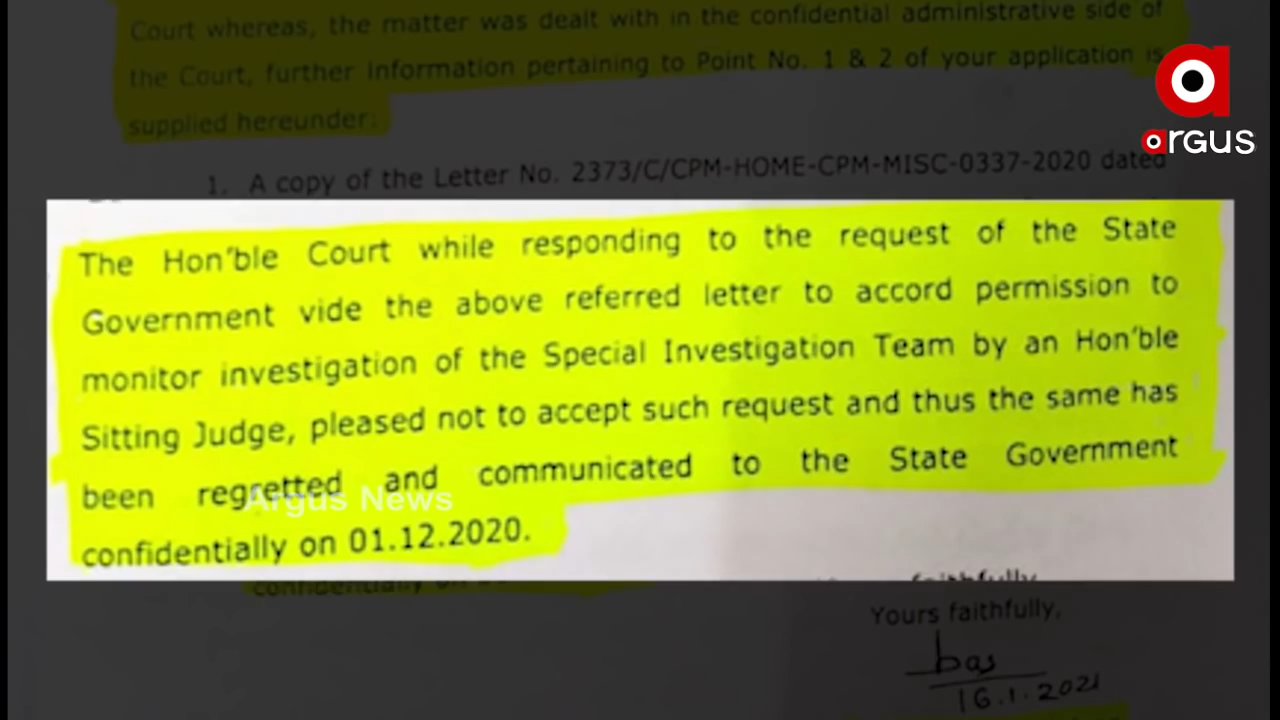 Court whereas, the matter was dealt with in the confidential administrative side of
the Court, further information pertaining to Point No. 1 & 2 of your application is
supplied hereunder:
argus
1. A copy of the Letter No. 2373/C/CPM-HOME-CPM-MISC-0337-2020 dated
The Hon'ble Court while responding to the request of the State
Government vide the above referred letter to accord permission to
monitor investigation of the Special Investigation Team by an Hon'ble
Sitting Judge, pleased not to accept such request and thus the same has
been regretted and communicated to the State Government
Argus News
confidentially on 01.12.2020.
confidentially on
faithfully
Yours faithfully,
16.1.2021